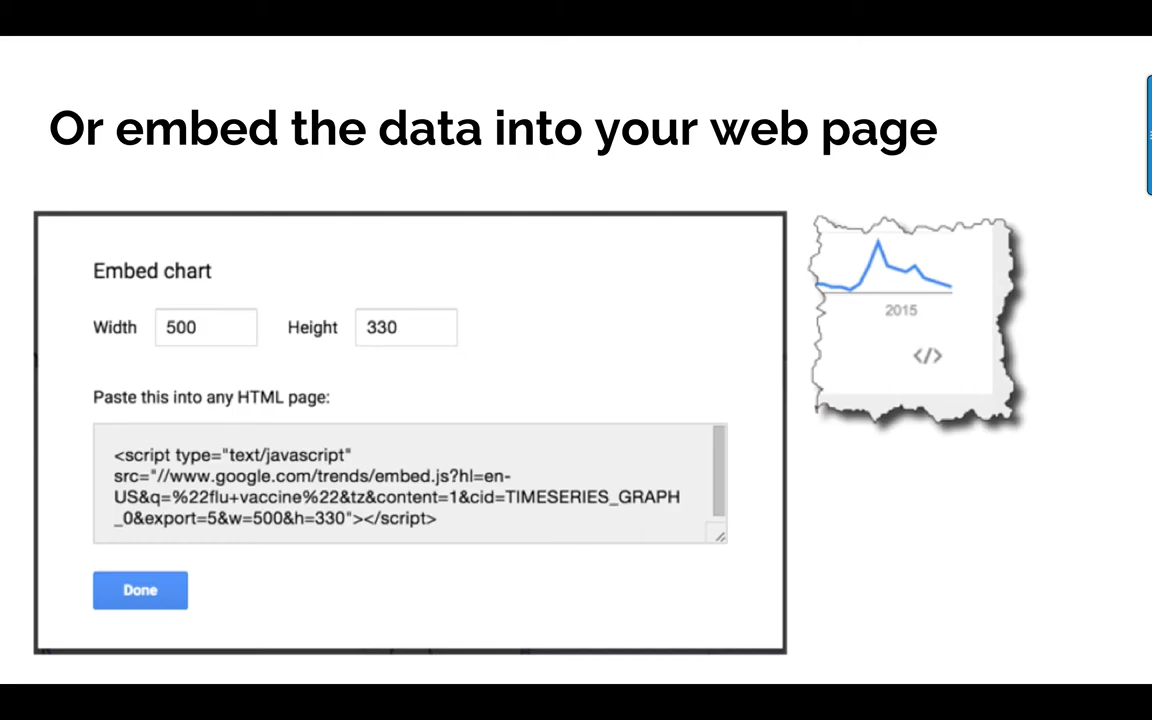 Or embed the data into your web page
Embed chart
Width 500 Height 330
Paste this into any HTML page:
<script type="text/javascript"
src="//www.google.com/trends/embed.js?hl=en-
US&q=%22flu+vaccine%22&tz&content=1&cid=TIMESERIES_GRAPH
_0&export=5&w=500&h=330"></script>
Done
2015
</>